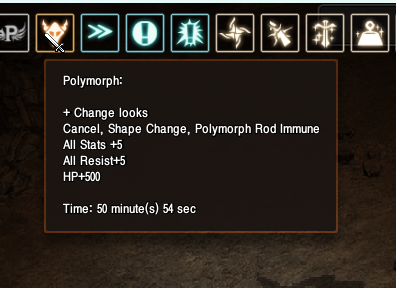 P
Polymorph:
+ Change looks
Cancel, Shape Change, Polymorph Rod Immune
All Stats +5
All Resist+5
HP+500
Time: 50 minute(s) 54 sec